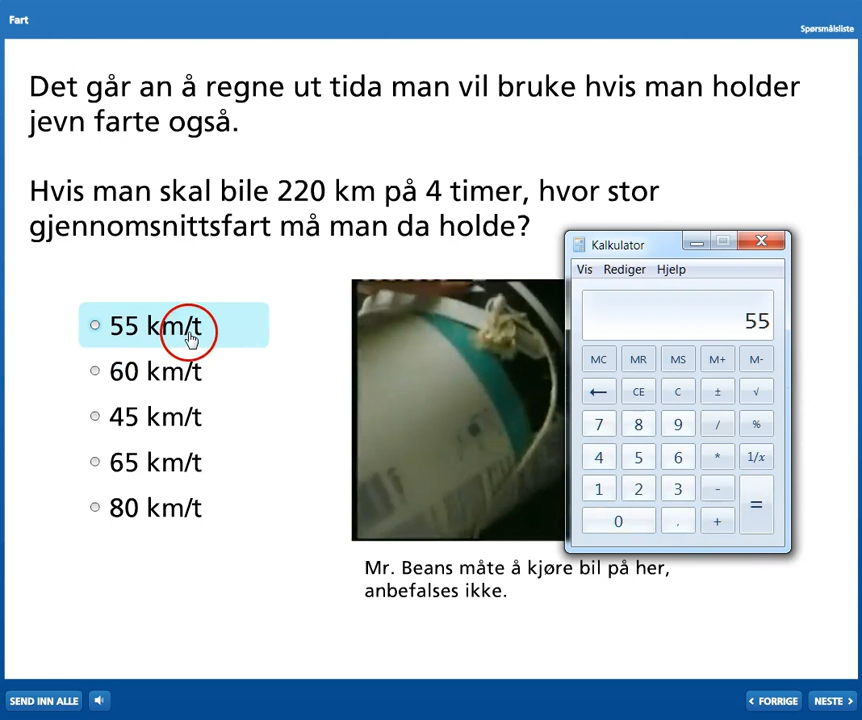 Fart
Spørsmålsliste
Det går an å regne ut tida man vil bruke hvis man holder
jevn farte også.
Hvis man skal bile 220 km på 4 timer, hvor stor
gjennomsnittsfart må man da holde?
55 km/t
60 km/t
45 km/t
65 km/t
80 km/t
Kalkulator
Vis Rediger Hjelp
55
MC MR MS M+ M-
← CE C ± √
7 8 9 / %
4 5 6 * 1/x
1 2 3 - =
0 , +
Mr. Beans måte å kjøre bil på her,
anbefalses ikke.
SEND INN ALLE
FORRIGE
NESTE